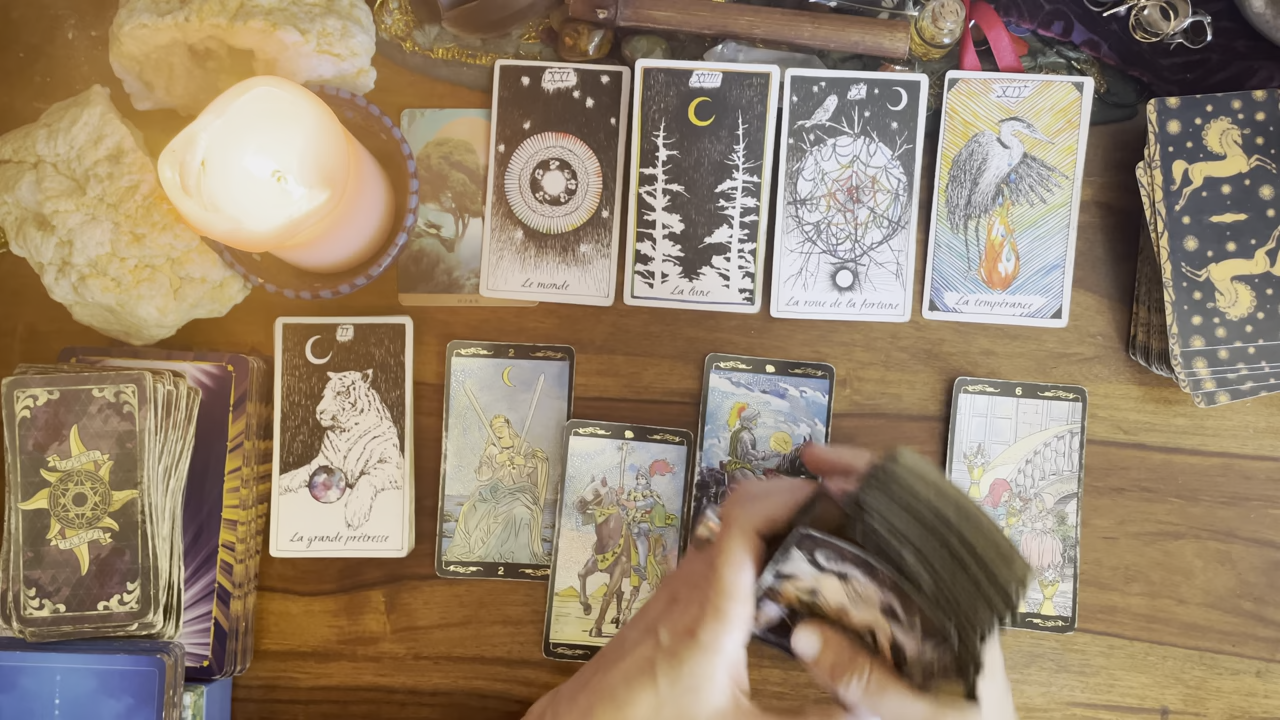 XXI
Le monde
XVIII
La lune
X
La roue de la fortune
XIV
La tempérance
II
La grande prêtresse
2
2
6